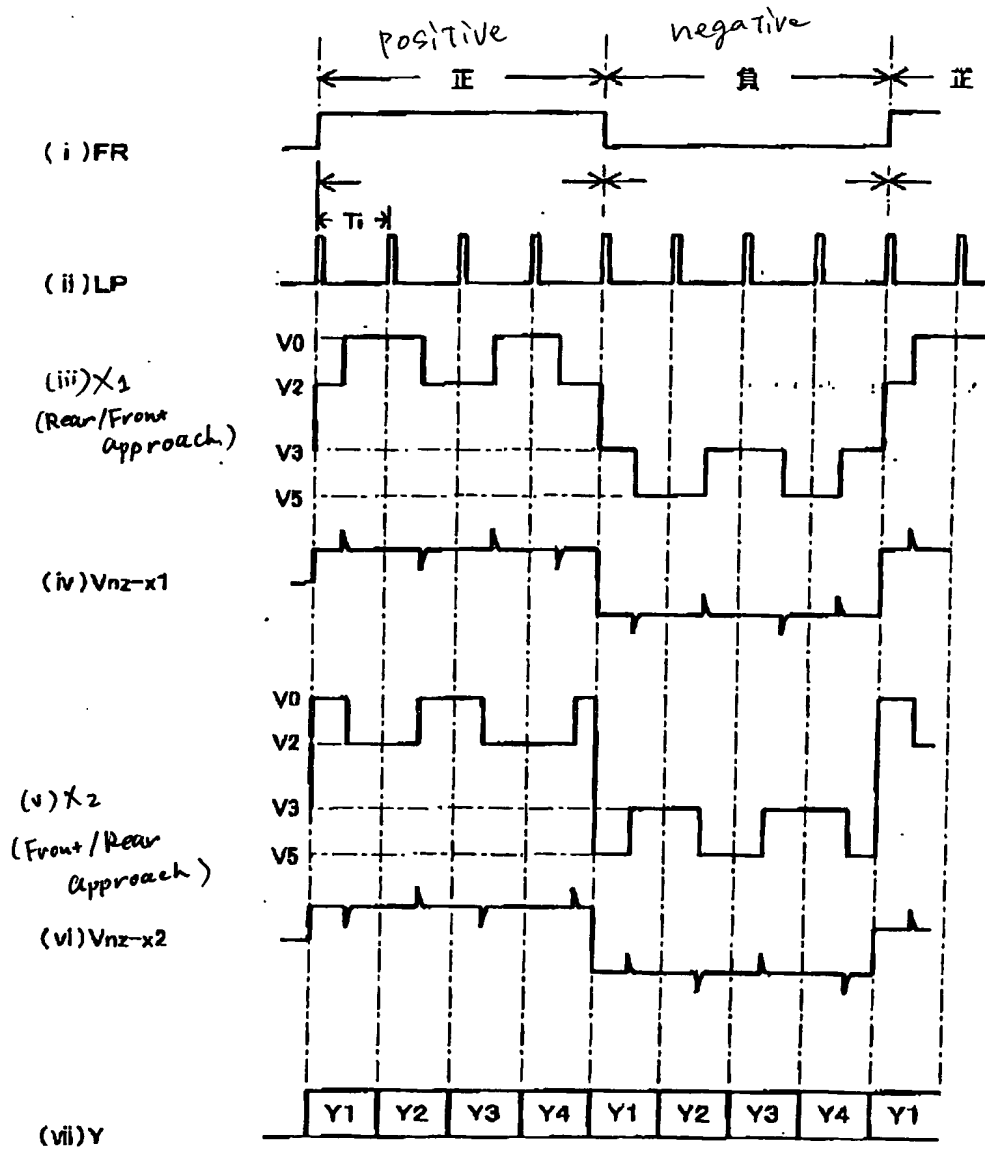 positive negative
正 負 正
(i)FR
Ti
(ii)LP
V0
(iii)X1
V2
(Rear/Front
approach)
V3
V5
(iv)Vnz-x1
V0
V2
(v)X2
V3
(Front/Rear
approach)
V5
(vi)Vnz-x2
(vii)Y
Y1 Y2 Y3 Y4 Y1 Y2 Y3 Y4 Y1